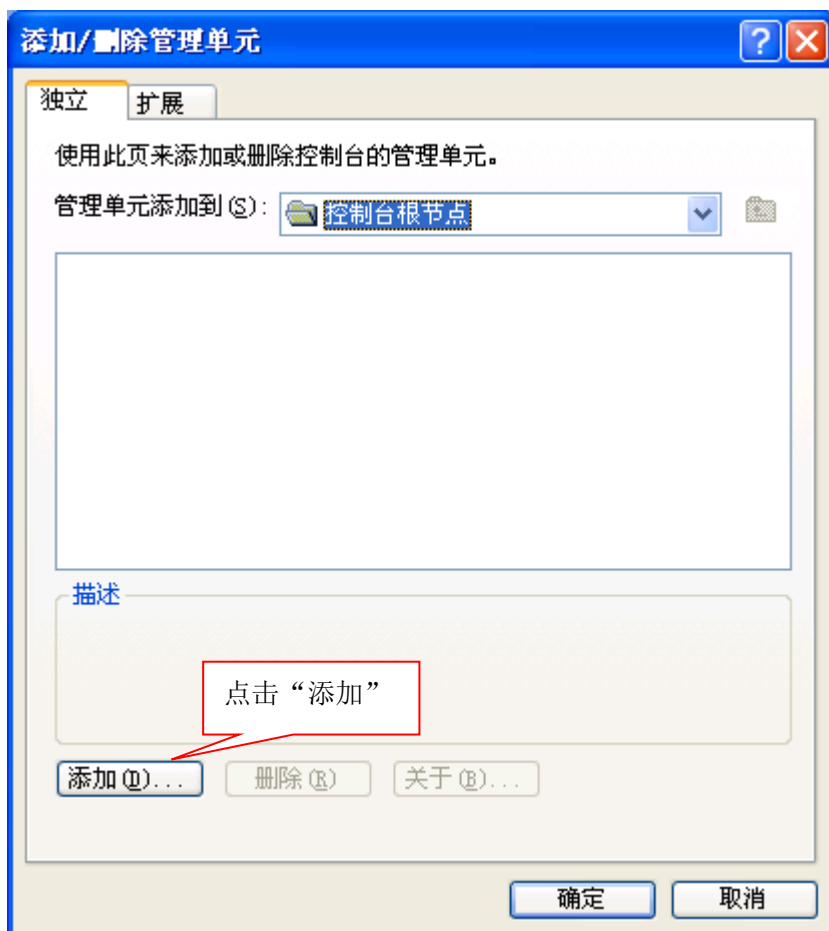 添加/删除管理单元
独立 扩展
使用此页来添加或删除控制台的管理单元。
管理单元添加到(S): 控制台根节点
描述
点击“添加”
添加(D)... 删除(R) 关于(B)...
确定 取消